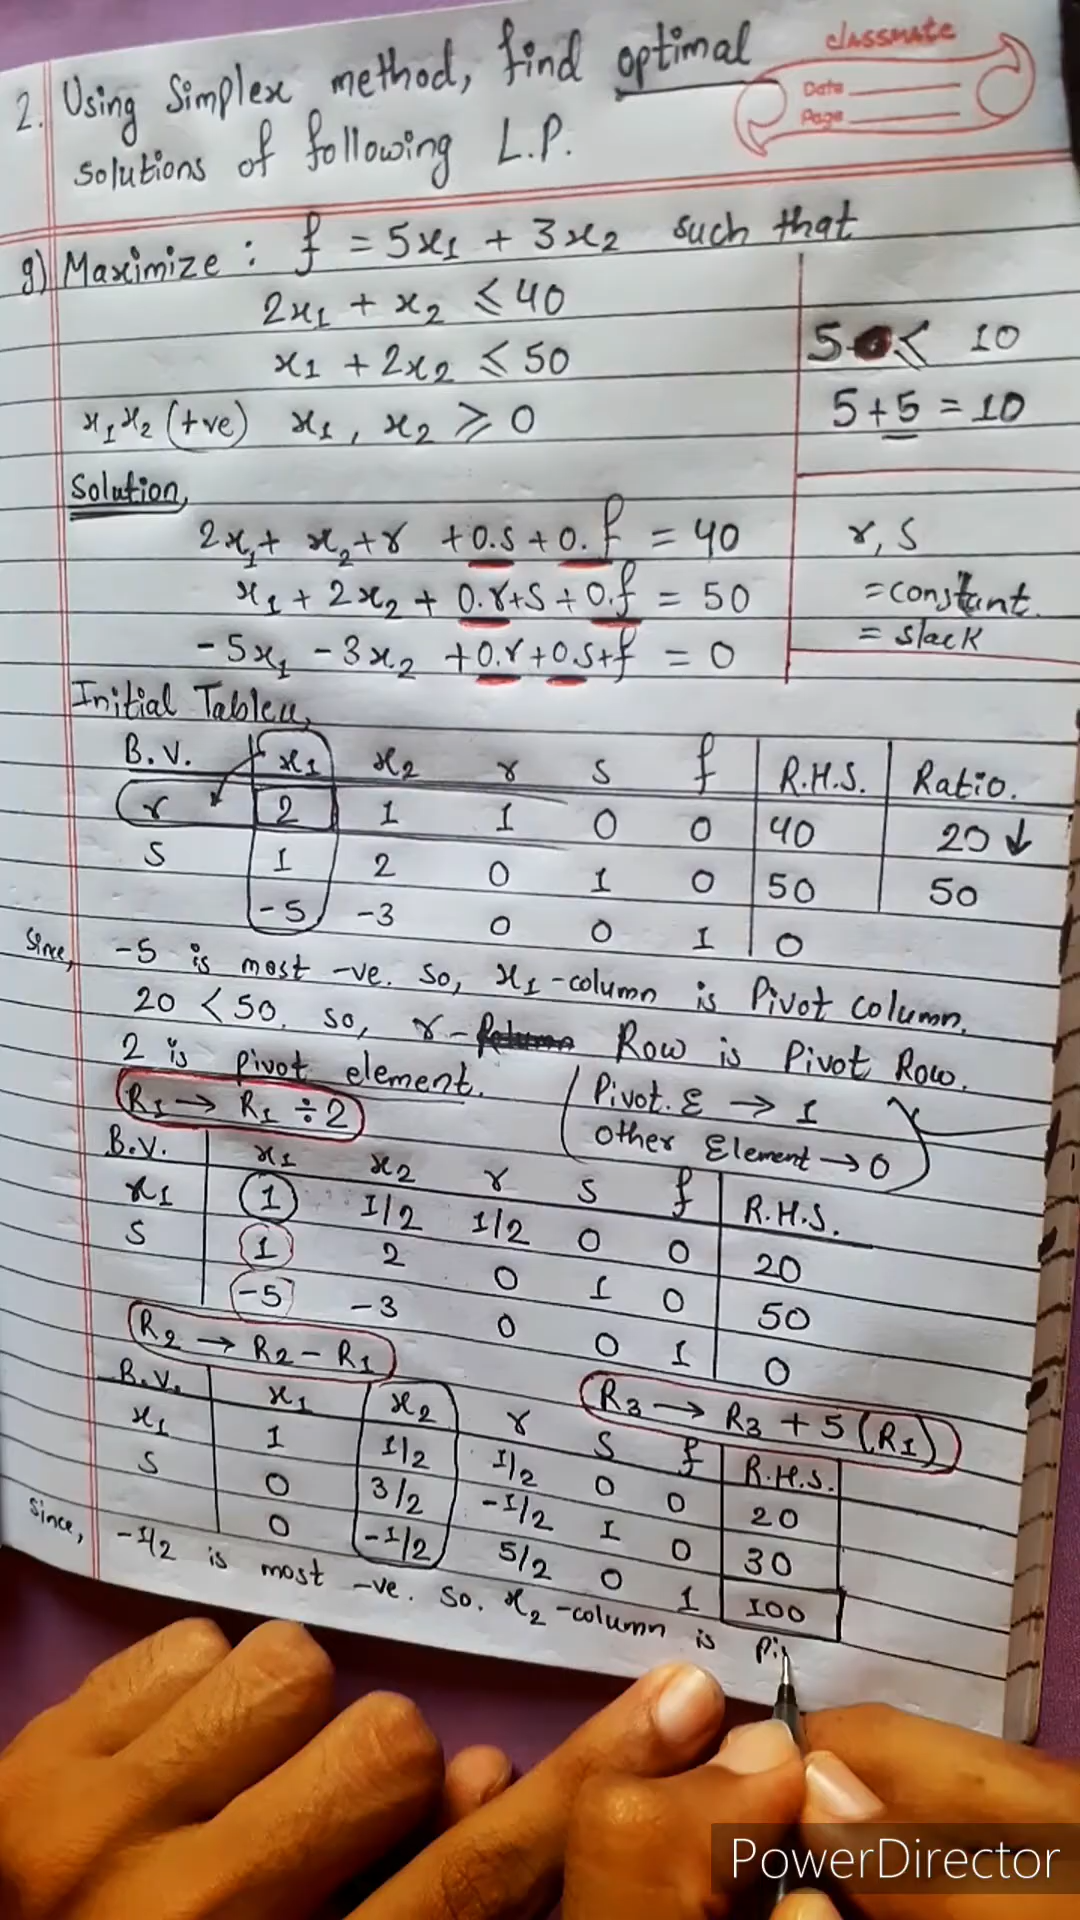 classmate
Date
Page
2. Using Simplex method, find optimal
solutions of following L.P.
g) Maximize : f = 5x₁ + 3x₂ such that
2x₁ + x₂ ≤ 40
x₁ + 2x₂ ≤ 50
x₁ x₂ (+ve) x₁, x₂ ≥ 0
5 ≤ 10
5 + 5 = 10
Solution,
2x₁ + x₂ + r + 0.s + 0.f = 40
x₁ + 2x₂ + 0.r + s + 0.f = 50
-5x₁ - 3x₂ + 0.r + 0.s + f = 0
r, s
= constant
= slack
Initial Tableu,
B.V. x₁ x₂ r s f R.H.S. Ratio.
r 2 1 1 0 0 40 20 ↓
s 1 2 0 1 0 50 50
-5 -3 0 0 1 0
Since, -5 is most -ve. so, x₁-column is Pivot column.
20 < 50. so, r- Row is Pivot Row.
2 is pivot element.
Pivot. E → 1
other Element → 0
R₁ → R₁ ÷ 2
B.V. x₁ x₂ r s f R.H.S.
x₁ 1 1/2 1/2 0 0 20
s 1 2 0 1 0 50
-5 -3 0 0 1 0
R₂ → R₂ - R₁
R₃ → R₃ + 5(R₁)
B.V. x₁ x₂ r s f R.H.S.
x₁ 1 1/2 1/2 0 0 20
s 0 3/2 -1/2 1 0 30
0 -1/2 5/2 0 1 100
Since, -1/2 is most -ve. So. x₂-column is Pi
PowerDirector